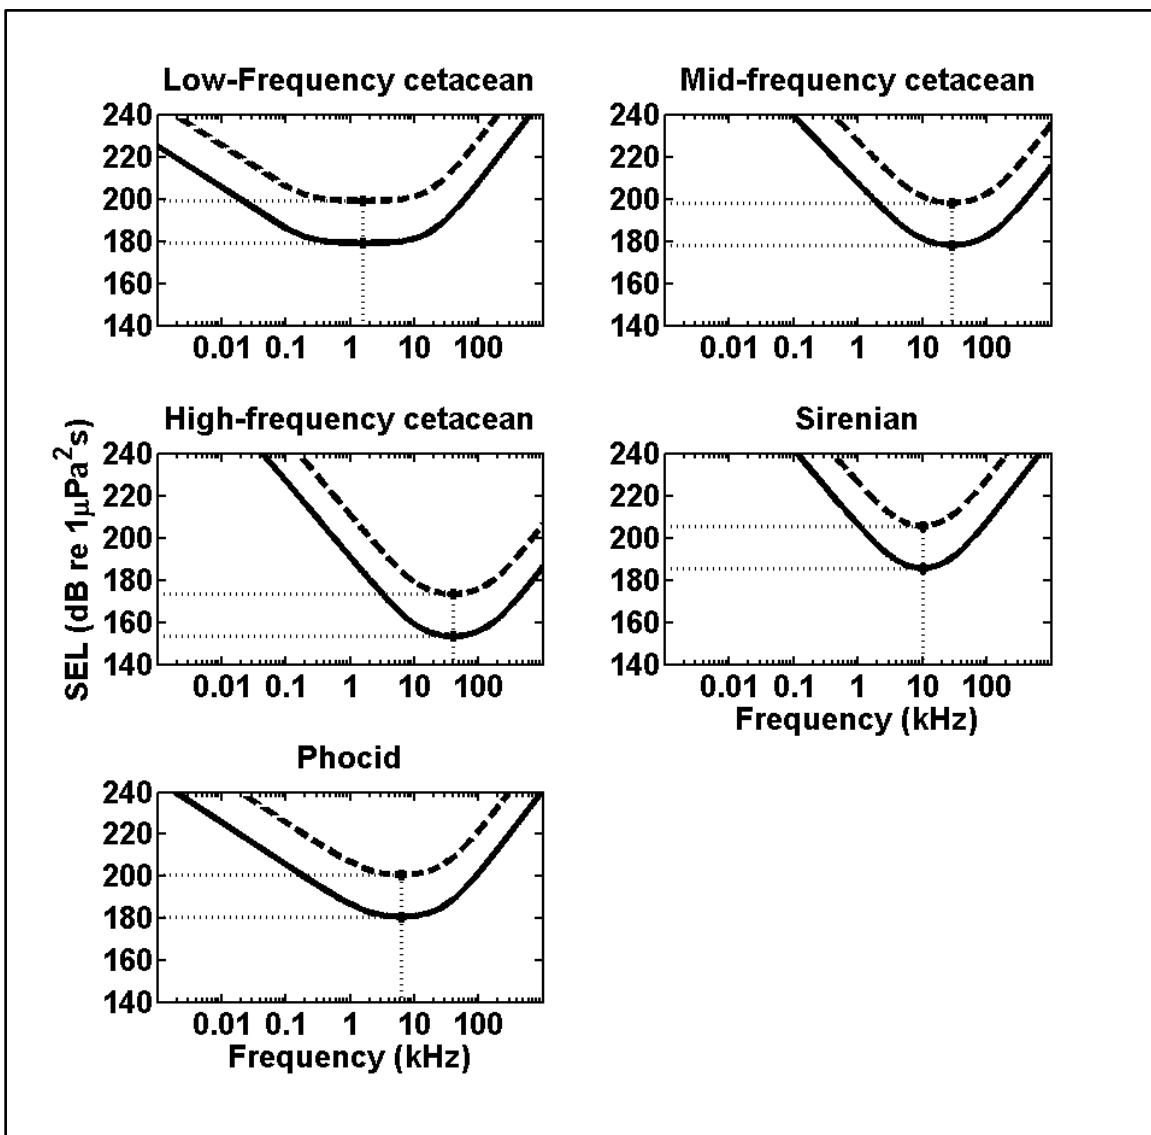 Low-Frequency cetacean
240
220
200
180
160
140
0.01 0.1 1 10 100
Mid-frequency cetacean
240
220
200
180
160
140
0.01 0.1 1 10 100
SEL (dB re 1μPa²s)
High-frequency cetacean
240
220
200
180
160
140
0.01 0.1 1 10 100
Sirenian
240
220
200
180
160
140
0.01 0.1 1 10 100
Frequency (kHz)
Phocid
240
220
200
180
160
140
0.01 0.1 1 10 100
Frequency (kHz)